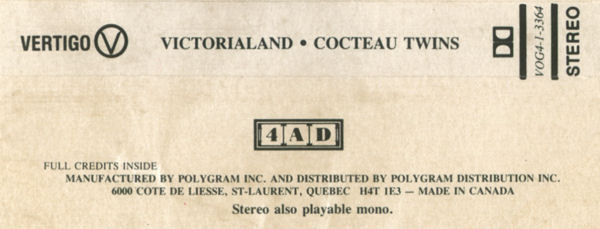 VERTIGO V VICTORIALAND • COCTEAU TWINS
VOG4-1-3364
STEREO
4AD
FULL CREDITS INSIDE
MANUFACTURED BY POLYGRAM INC. AND DISTRIBUTED BY POLYGRAM DISTRIBUTION INC.
6000 COTE DE LIESSE, ST-LAURENT, QUEBEC H4T 1E3 — MADE IN CANADA
Stereo also playable mono.